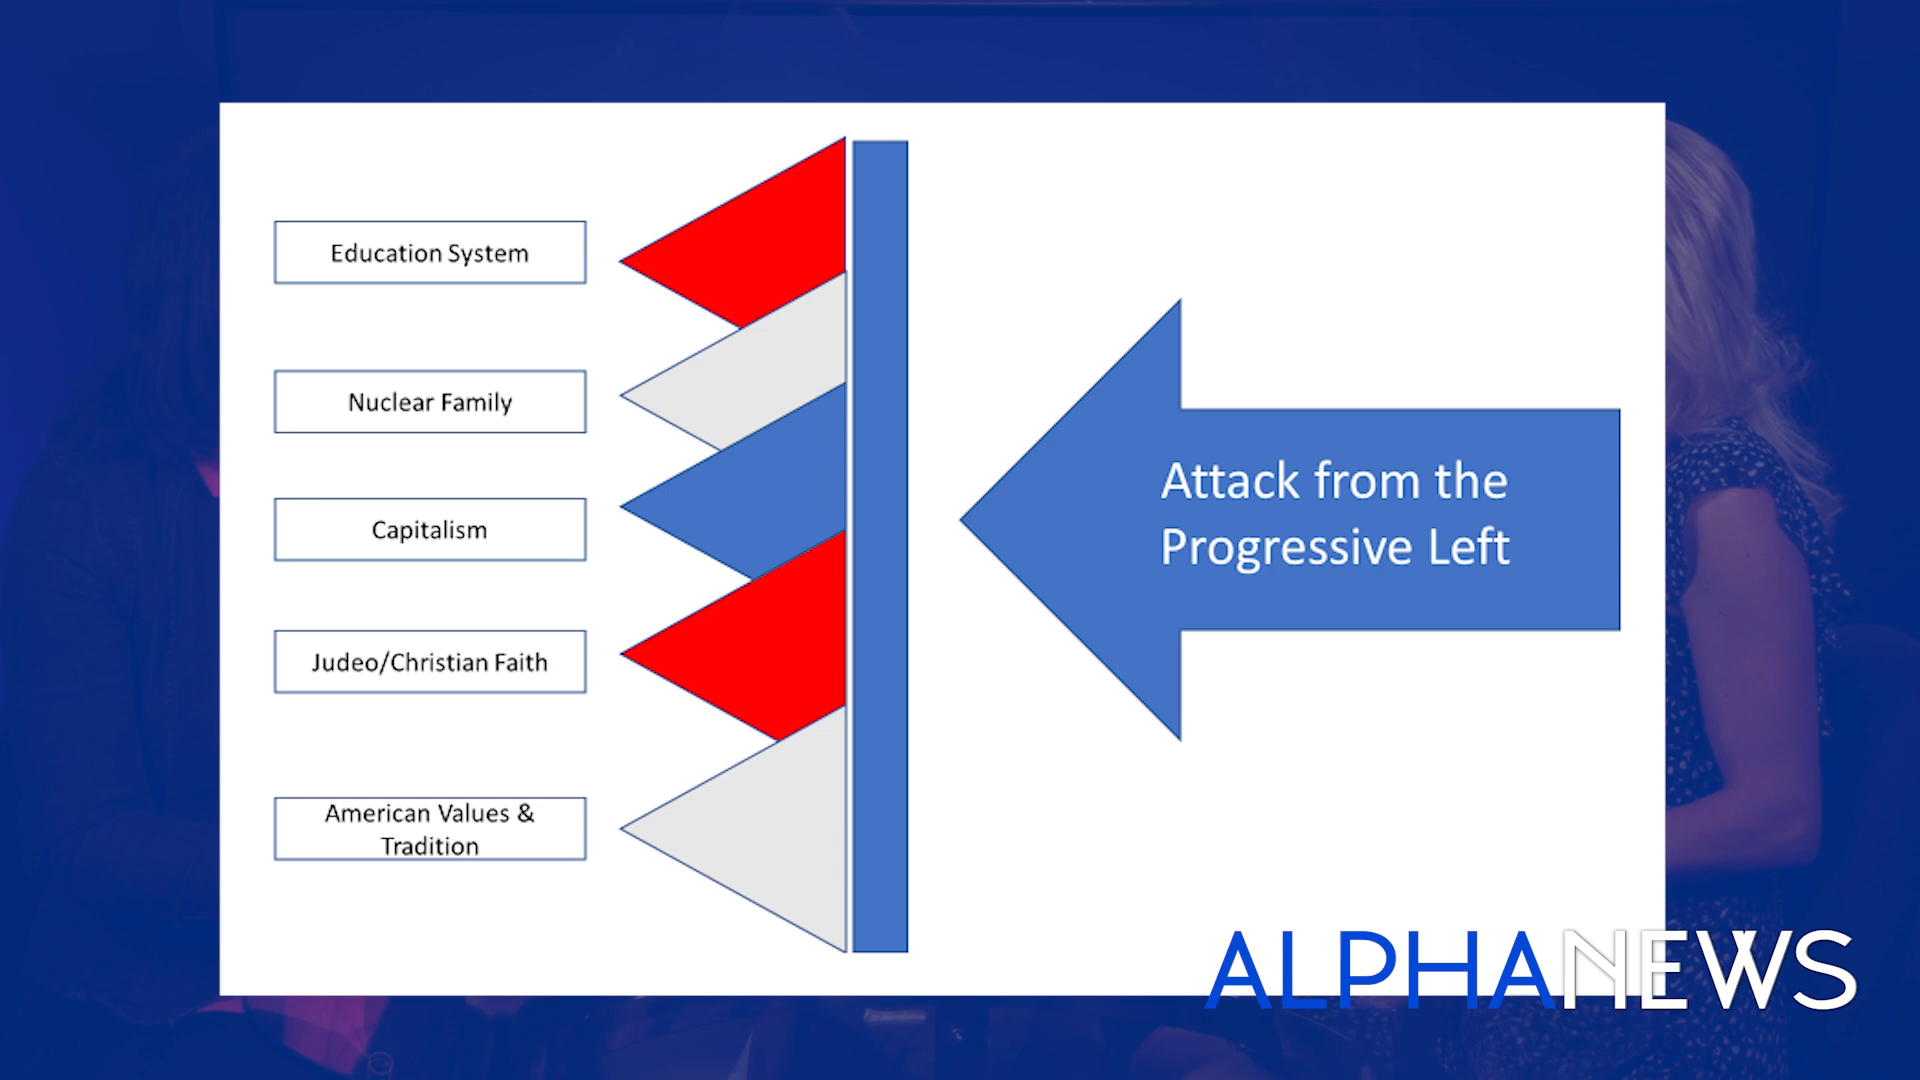 Education System
Nuclear Family
Capitalism
Judeo/Christian Faith
American Values &
Tradition
Attack from the
Progressive Left
ALPHANEWS